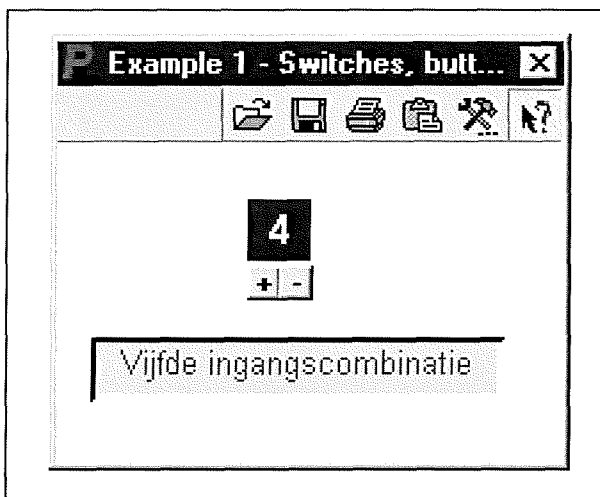 P Example 1 - Switches, butt...
4
+ -
Vijfde ingangscombinatie